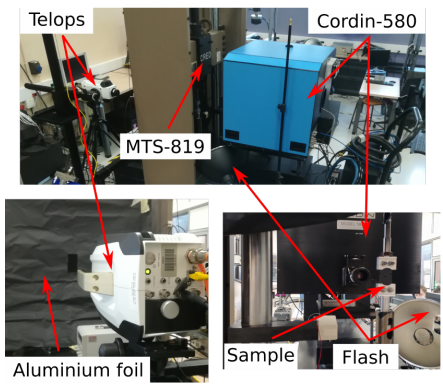 Telops
Cordin-580
MTS-819
Aluminium foil
Sample
Flash